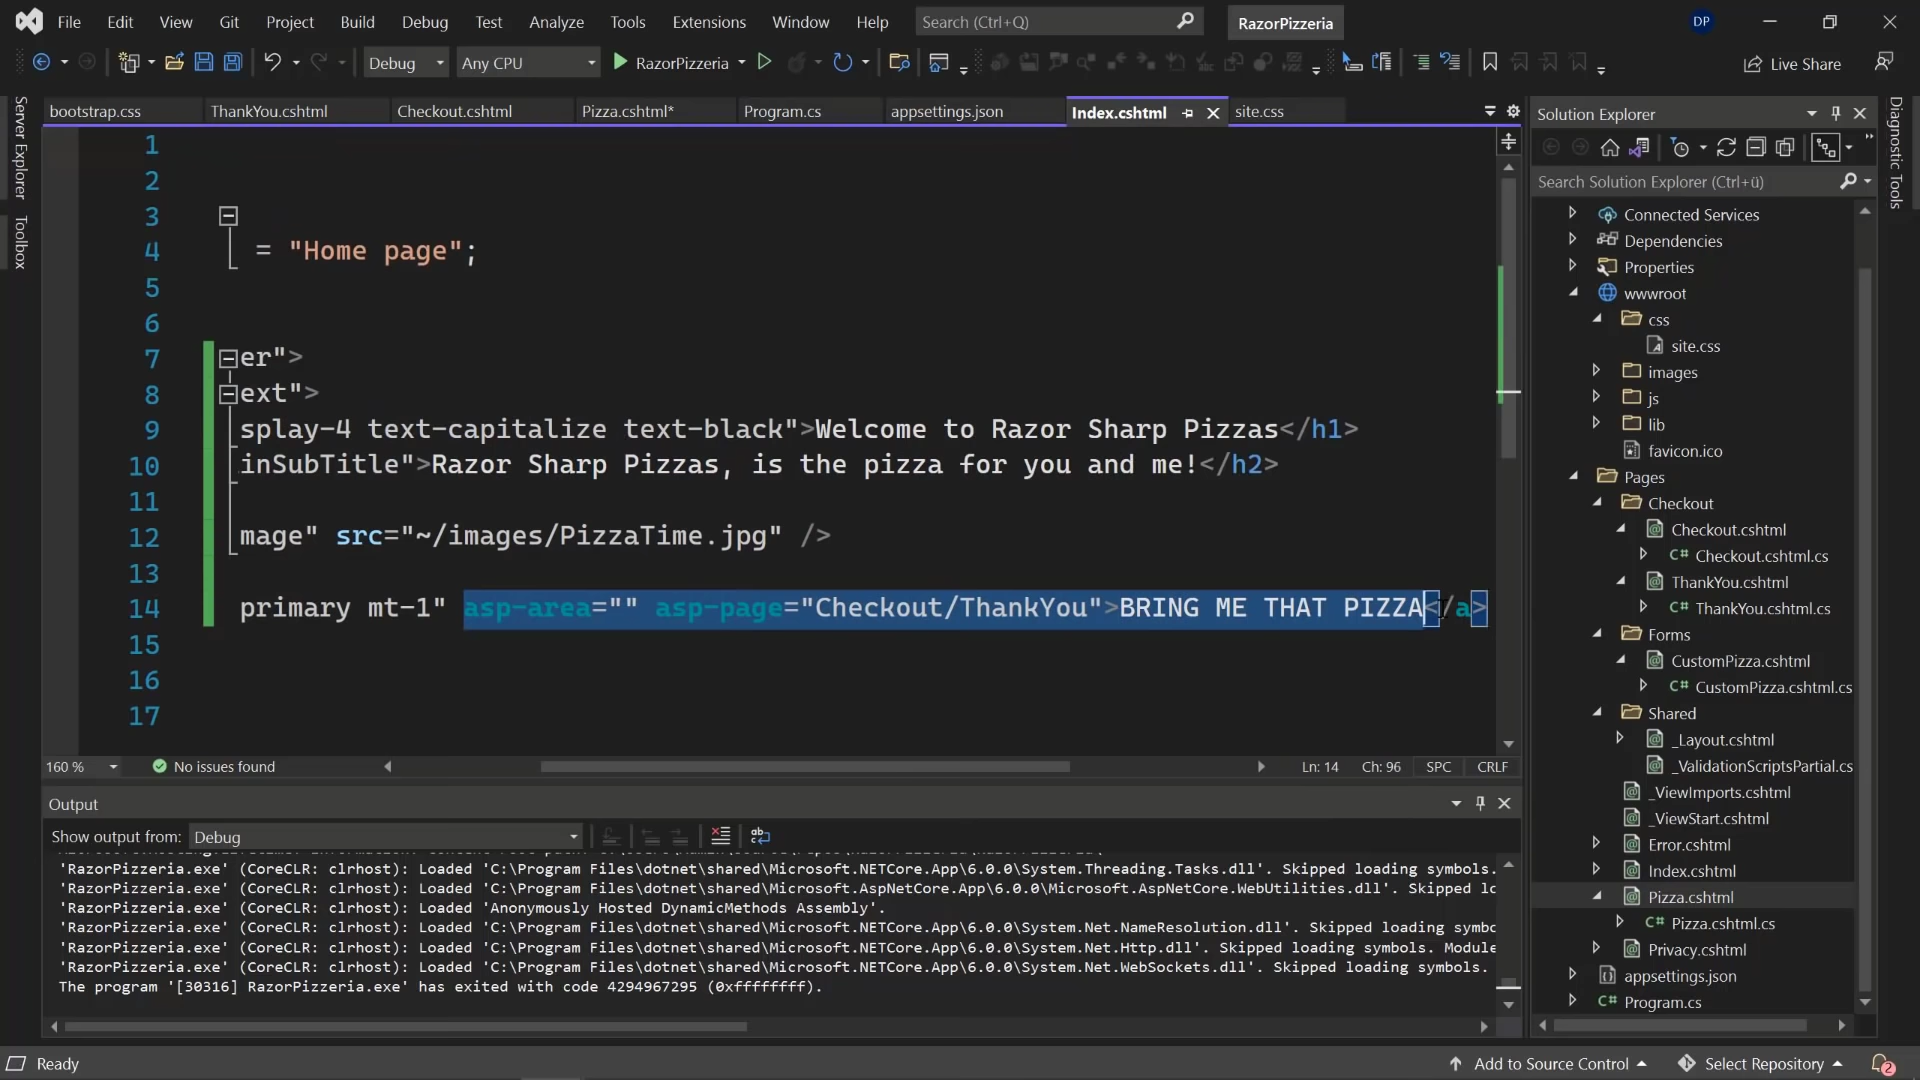 File Edit View Git Project Build Debug Test Analyze Tools Extensions Window Help Search (Ctrl+Q) RazorPizzeria DP
Debug Any CPU RazorPizzeria Live Share
bootstrap.css ThankYou.cshtml Checkout.cshtml Pizza.cshtml* Program.cs appsettings.json Index.cshtml site.css
Server Explorer
Toolbox
1
2
3
4 = "Home page";
5
6
7 er">
8 ext">
9 splay-4 text-capitalize text-black">Welcome to Razor Sharp Pizzas</h1>
10 inSubTitle">Razor Sharp Pizzas, is the pizza for you and me!</h2>
11
12 mage" src="~/images/PizzaTime.jpg" />
13
14 primary mt-1" asp-area="" asp-page="Checkout/ThankYou">BRING ME THAT PIZZA</a>
15
16
17
160 % No issues found Ln: 14 Ch: 96 SPC CRLF
Output
Show output from: Debug
'RazorPizzeria.exe' (CoreCLR: clrhost): Loaded 'C:\Program Files\dotnet\shared\Microsoft.NETCore.App\6.0.0\System.Threading.Tasks.dll'. Skipped loading symbols.
'RazorPizzeria.exe' (CoreCLR: clrhost): Loaded 'C:\Program Files\dotnet\shared\Microsoft.AspNetCore.App\6.0.0\Microsoft.AspNetCore.WebUtilities.dll'. Skipped lo
'RazorPizzeria.exe' (CoreCLR: clrhost): Loaded 'Anonymously Hosted DynamicMethods Assembly'.
'RazorPizzeria.exe' (CoreCLR: clrhost): Loaded 'C:\Program Files\dotnet\shared\Microsoft.NETCore.App\6.0.0\System.Net.NameResolution.dll'. Skipped loading symbo
'RazorPizzeria.exe' (CoreCLR: clrhost): Loaded 'C:\Program Files\dotnet\shared\Microsoft.NETCore.App\6.0.0\System.Net.Http.dll'. Skipped loading symbols. Module
'RazorPizzeria.exe' (CoreCLR: clrhost): Loaded 'C:\Program Files\dotnet\shared\Microsoft.NETCore.App\6.0.0\System.Net.WebSockets.dll'. Skipped loading symbols.
The program '[30316] RazorPizzeria.exe' has exited with code 4294967295 (0xffffffff).
Solution Explorer
Search Solution Explorer (Ctrl+ü)
Connected Services
Dependencies
Properties
wwwroot
css
site.css
images
js
lib
favicon.ico
Pages
Checkout
Checkout.cshtml
C# Checkout.cshtml.cs
ThankYou.cshtml
C# ThankYou.cshtml.cs
Forms
CustomPizza.cshtml
C# CustomPizza.cshtml.cs
Shared
_Layout.cshtml
_ValidationScriptsPartial.cs
_ViewImports.cshtml
_ViewStart.cshtml
Error.cshtml
Index.cshtml
Pizza.cshtml
C# Pizza.cshtml.cs
Privacy.cshtml
appsettings.json
C# Program.cs
Diagnostic Tools
Ready Add to Source Control Select Repository 2